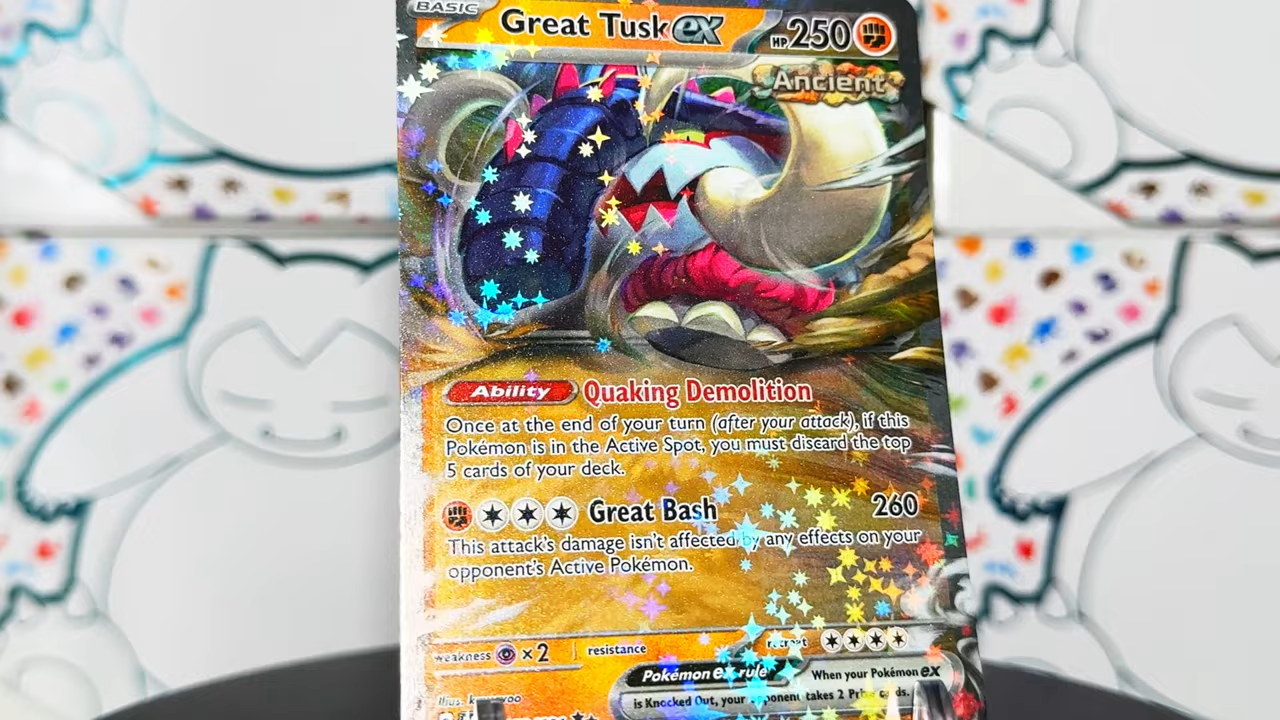 BASIC
Great Tusk ex HP 250
Ancient
Ability Quaking Demolition
Once at the end of your turn (after your attack), if this
Pokémon is in the Active Spot, you must discard the top
5 cards of your deck.
Great Bash 260
This attack's damage isn't affected by any effects on your
opponent's Active Pokémon.
weakness ×2 resistance retreat
Pokémon ex rule When your Pokémon ex
is Knocked Out, your opponent takes 2 Prize cards.
Illus.